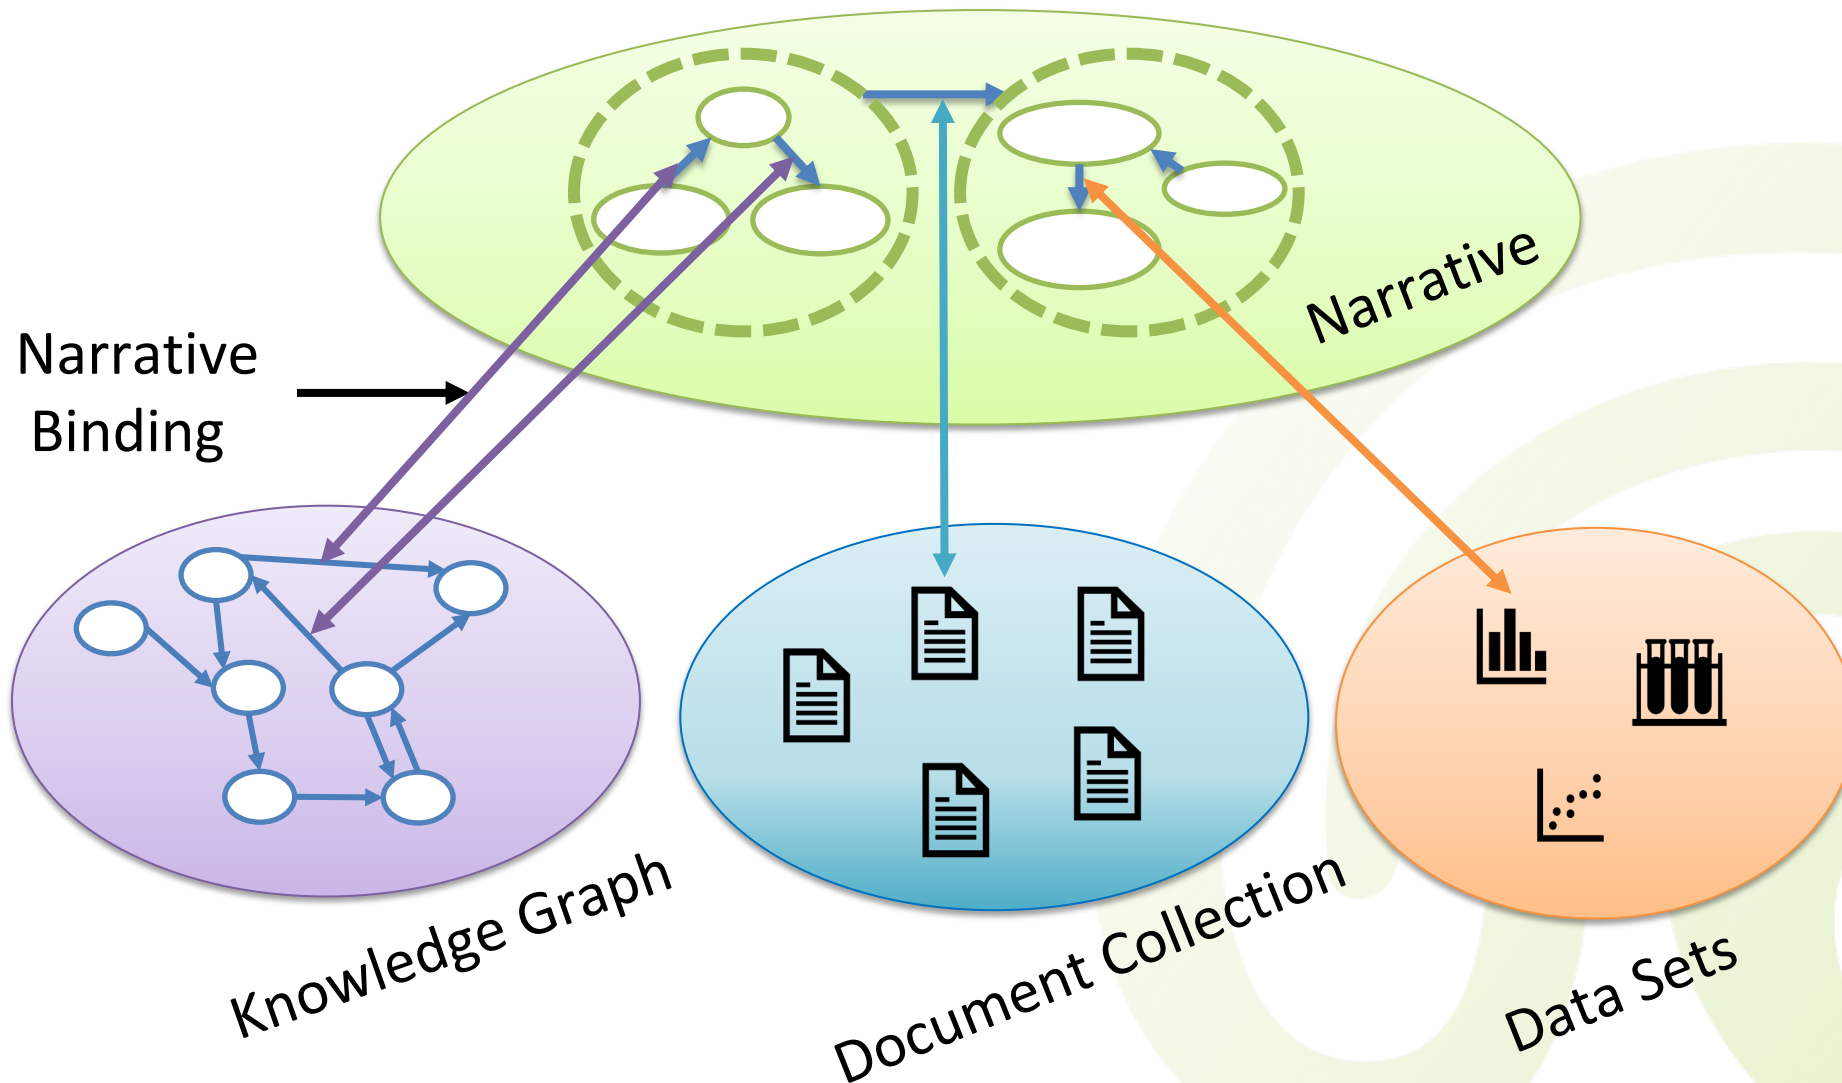 Narrative
Narrative
Binding
Knowledge Graph
Document Collection
Data Sets